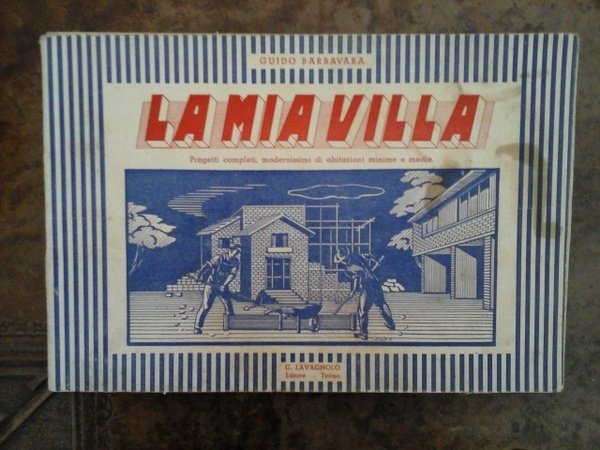 GUIDO BARBAVARA
LA MIA VILLA
Progetti completi, modernissimi di abitazioni minime e medie.
G. LAVAGNOLO
Editore - Torino